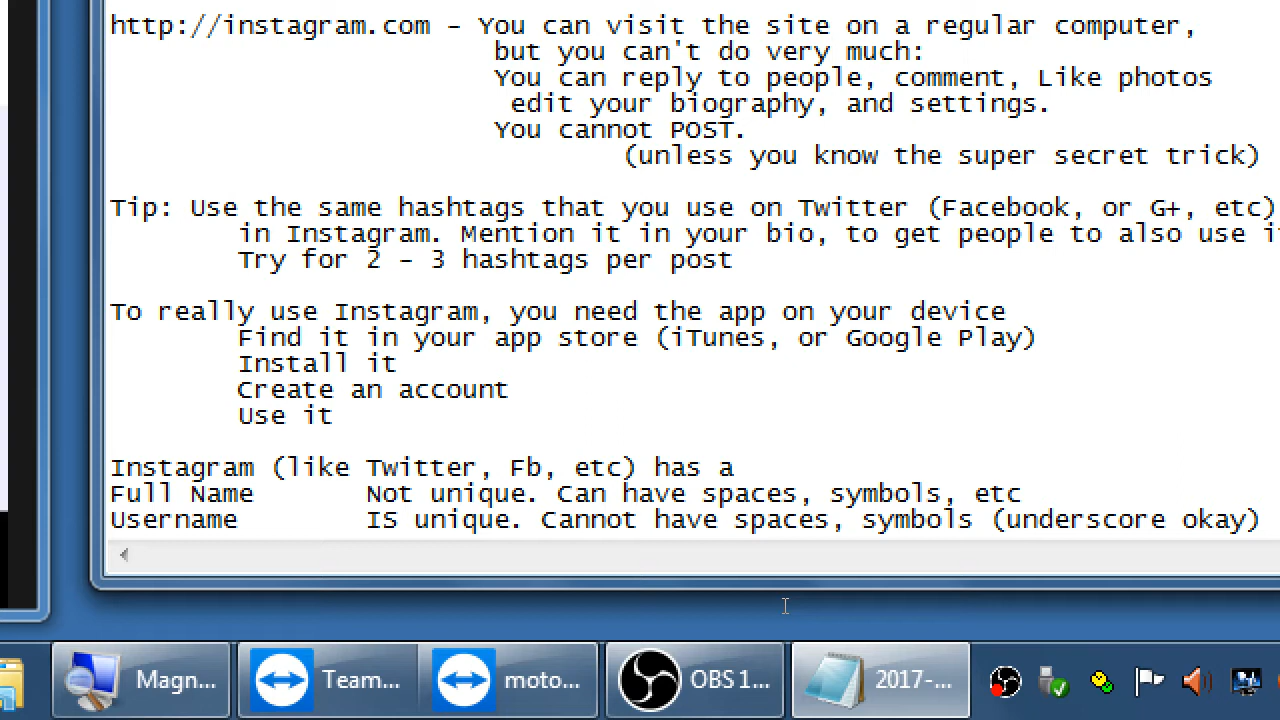 http://instagram.com - You can visit the site on a regular computer,
but you can't do very much:
You can reply to people, comment, Like photos
edit your biography, and settings.
You cannot POST.
(unless you know the super secret trick)
Tip: Use the same hashtags that you use on Twitter (Facebook, or G+, etc)
in Instagram. Mention it in your bio, to get people to also use i
Try for 2 - 3 hashtags per post
To really use Instagram, you need the app on your device
Find it in your app store (iTunes, or Google Play)
Install it
Create an account
Use it
Instagram (like Twitter, Fb, etc) has a
Full Name Not unique. Can have spaces, symbols, etc
Username IS unique. Cannot have spaces, symbols (underscore okay)
Magn... Team... moto... OBS 1... 2017-...